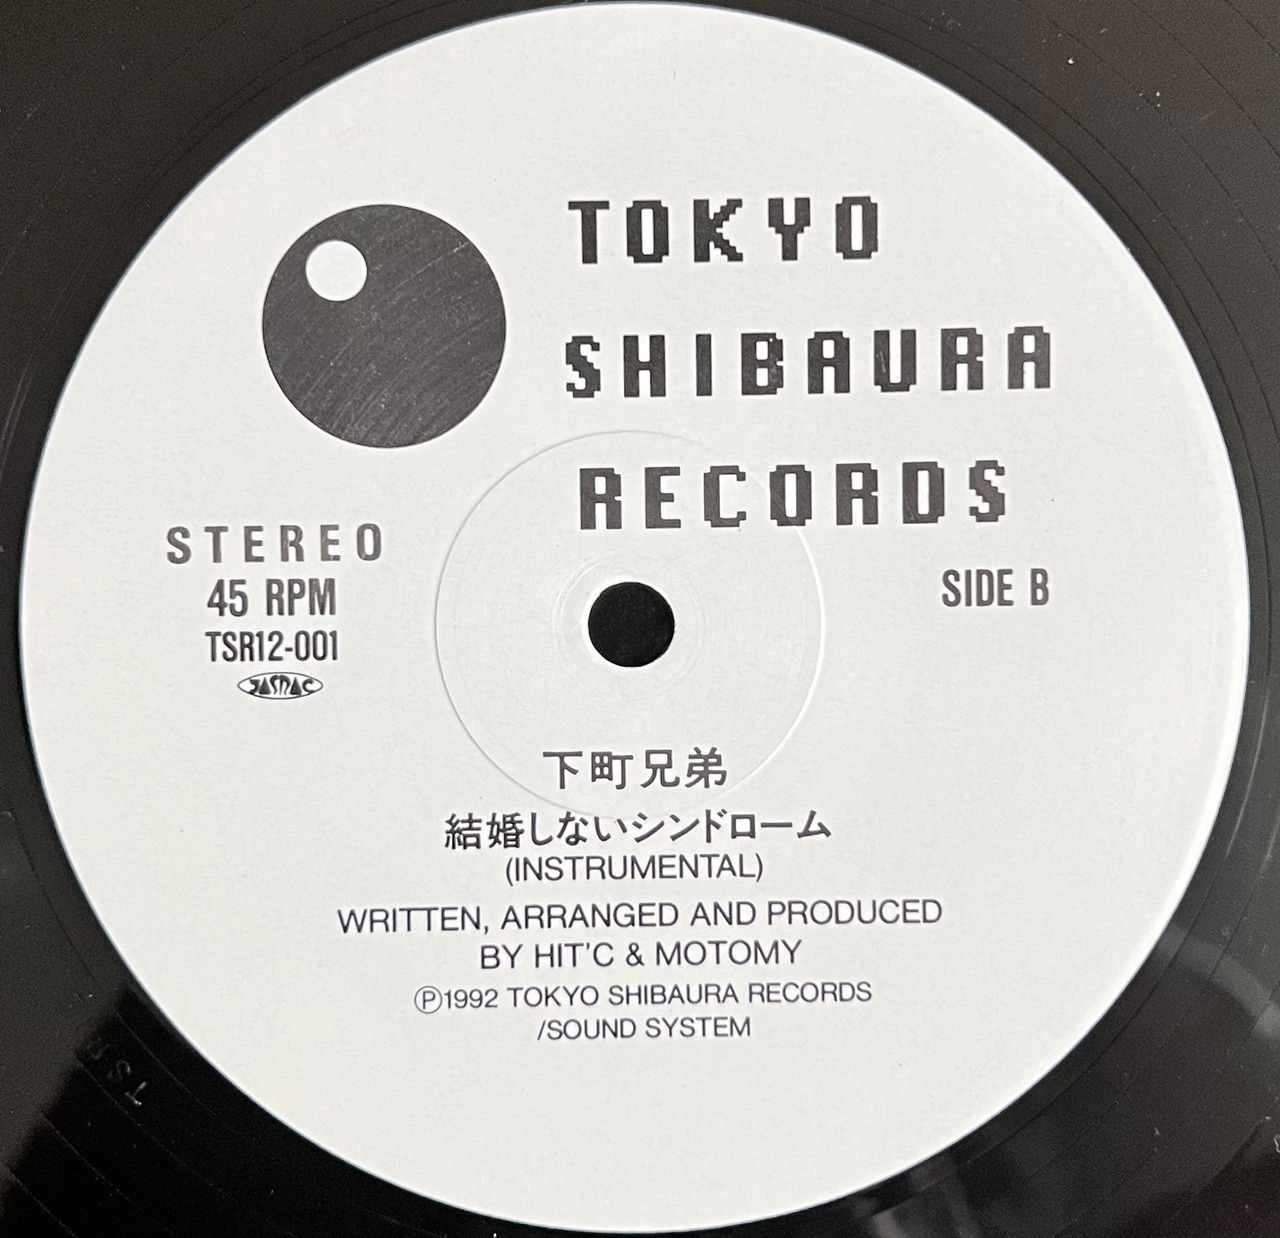 TOKYO
SHIBAURA
RECORDS
STEREO
45 RPM
TSR12-001
JASRAC
SIDE B
下町兄弟
結婚しないシンドローム
(INSTRUMENTAL)
WRITTEN, ARRANGED AND PRODUCED
BY HIT'C & MOTOMY
Ⓟ1992 TOKYO SHIBAURA RECORDS
/SOUND SYSTEM